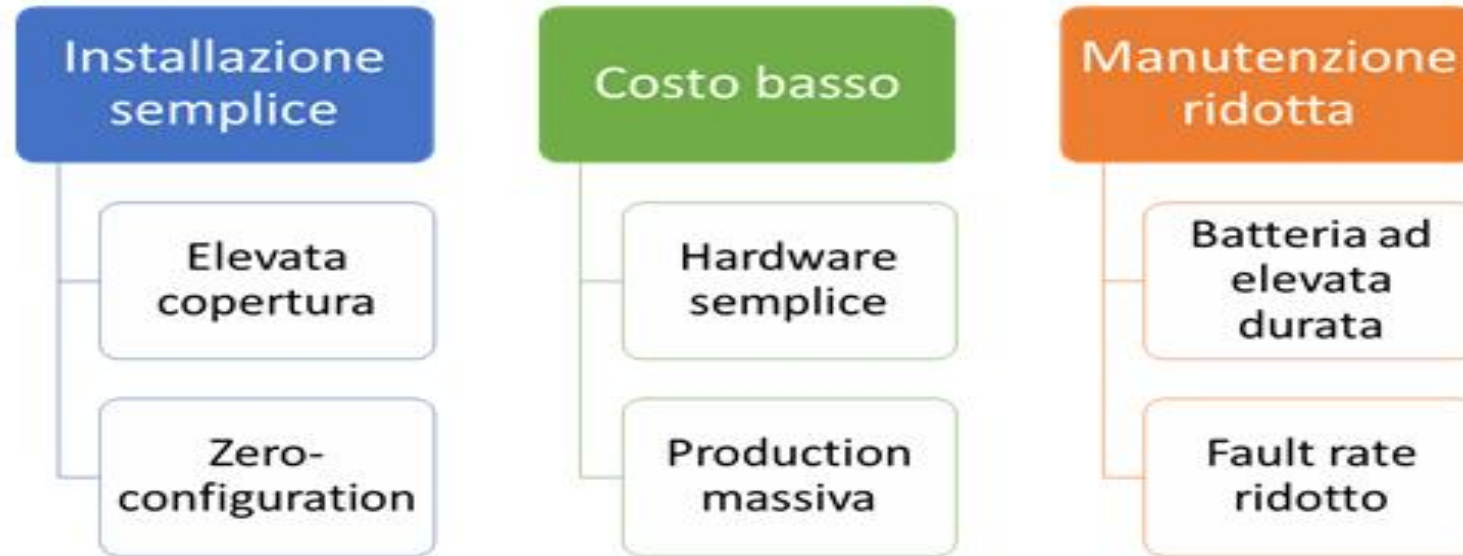 Installazione
semplice
Elevata
copertura
Zero-
configuration
Costo basso
Hardware
semplice
Production
massiva
Manutenzione
ridotta
Batteria ad
elevata
durata
Fault rate
ridotto